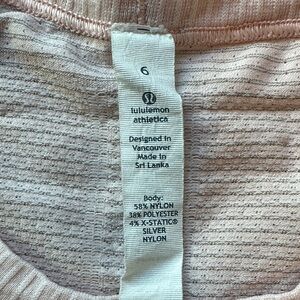 6
lululemon
athletica
Designed in
Vancouver
Made in
Sri Lanka
Body:
58% NYLON
38% POLYESTER
4% X-STATIC®
SILVER
NYLON